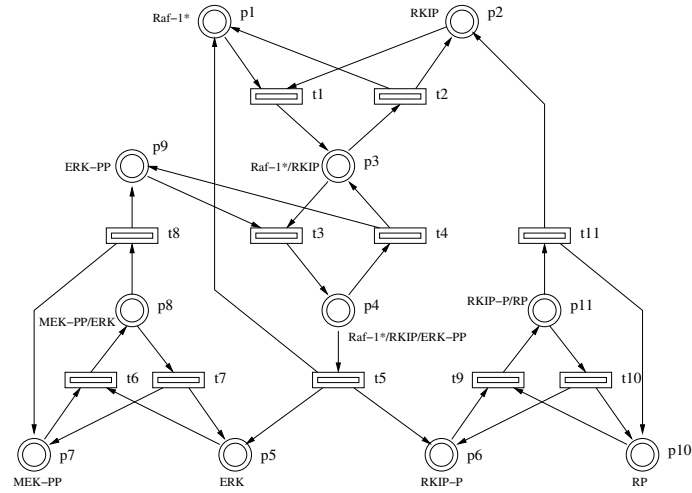 Raf−1* p1 RKIP p2
t1 t2
p9
ERK−PP Raf−1*/RKIP p3
t8 t3 t4 t11
p8 p4 RKIP−P/RP p11
MEK−PP/ERK
Raf−1*/RKIP/ERK−PP
t6 t7 t5 t9 t10
p7 p5 p6 p10
MEK−PP ERK RKIP−P RP